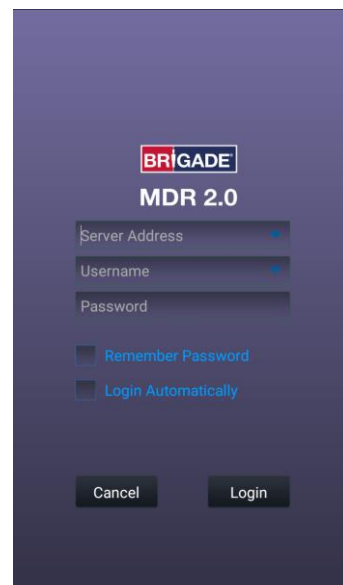 BRIGADE
MDR 2.0
Server Address
Username
Password
Remember Password
Login Automatically
Cancel Login